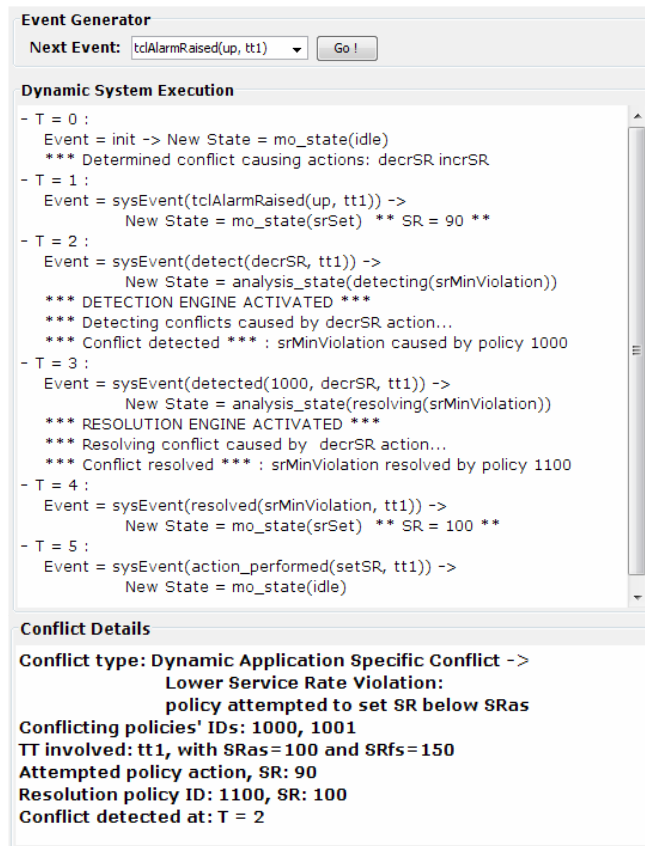 Event Generator
Next Event: tclAlarmRaised(up, tt1) Go !
Dynamic System Execution
- T = 0 :
Event = init -> New State = mo_state(idle)
*** Determined conflict causing actions: decrSR incrSR
- T = 1 :
Event = sysEvent(tclAlarmRaised(up, tt1)) ->
New State = mo_state(srSet) ** SR = 90 **
- T = 2 :
Event = sysEvent(detect(decrSR, tt1)) ->
New State = analysis_state(detecting(srMinViolation))
*** DETECTION ENGINE ACTIVATED ***
*** Detecting conflicts caused by decrSR action...
*** Conflict detected *** : srMinViolation caused by policy 1000
- T = 3 :
Event = sysEvent(detected(1000, decrSR, tt1)) ->
New State = analysis_state(resolving(srMinViolation))
*** RESOLUTION ENGINE ACTIVATED ***
*** Resolving conflict caused by decrSR action...
*** Conflict resolved *** : srMinViolation resolved by policy 1100
- T = 4 :
Event = sysEvent(resolved(srMinViolation, tt1)) ->
New State = mo_state(srSet) ** SR = 100 **
- T = 5 :
Event = sysEvent(action_performed(setSR, tt1)) ->
New State = mo_state(idle)
Conflict Details
Conflict type: Dynamic Application Specific Conflict ->
Lower Service Rate Violation:
policy attempted to set SR below SRas
Conflicting policies' IDs: 1000, 1001
TT involved: tt1, with SRas=100 and SRfs=150
Attempted policy action, SR: 90
Resolution policy ID: 1100, SR: 100
Conflict detected at: T = 2